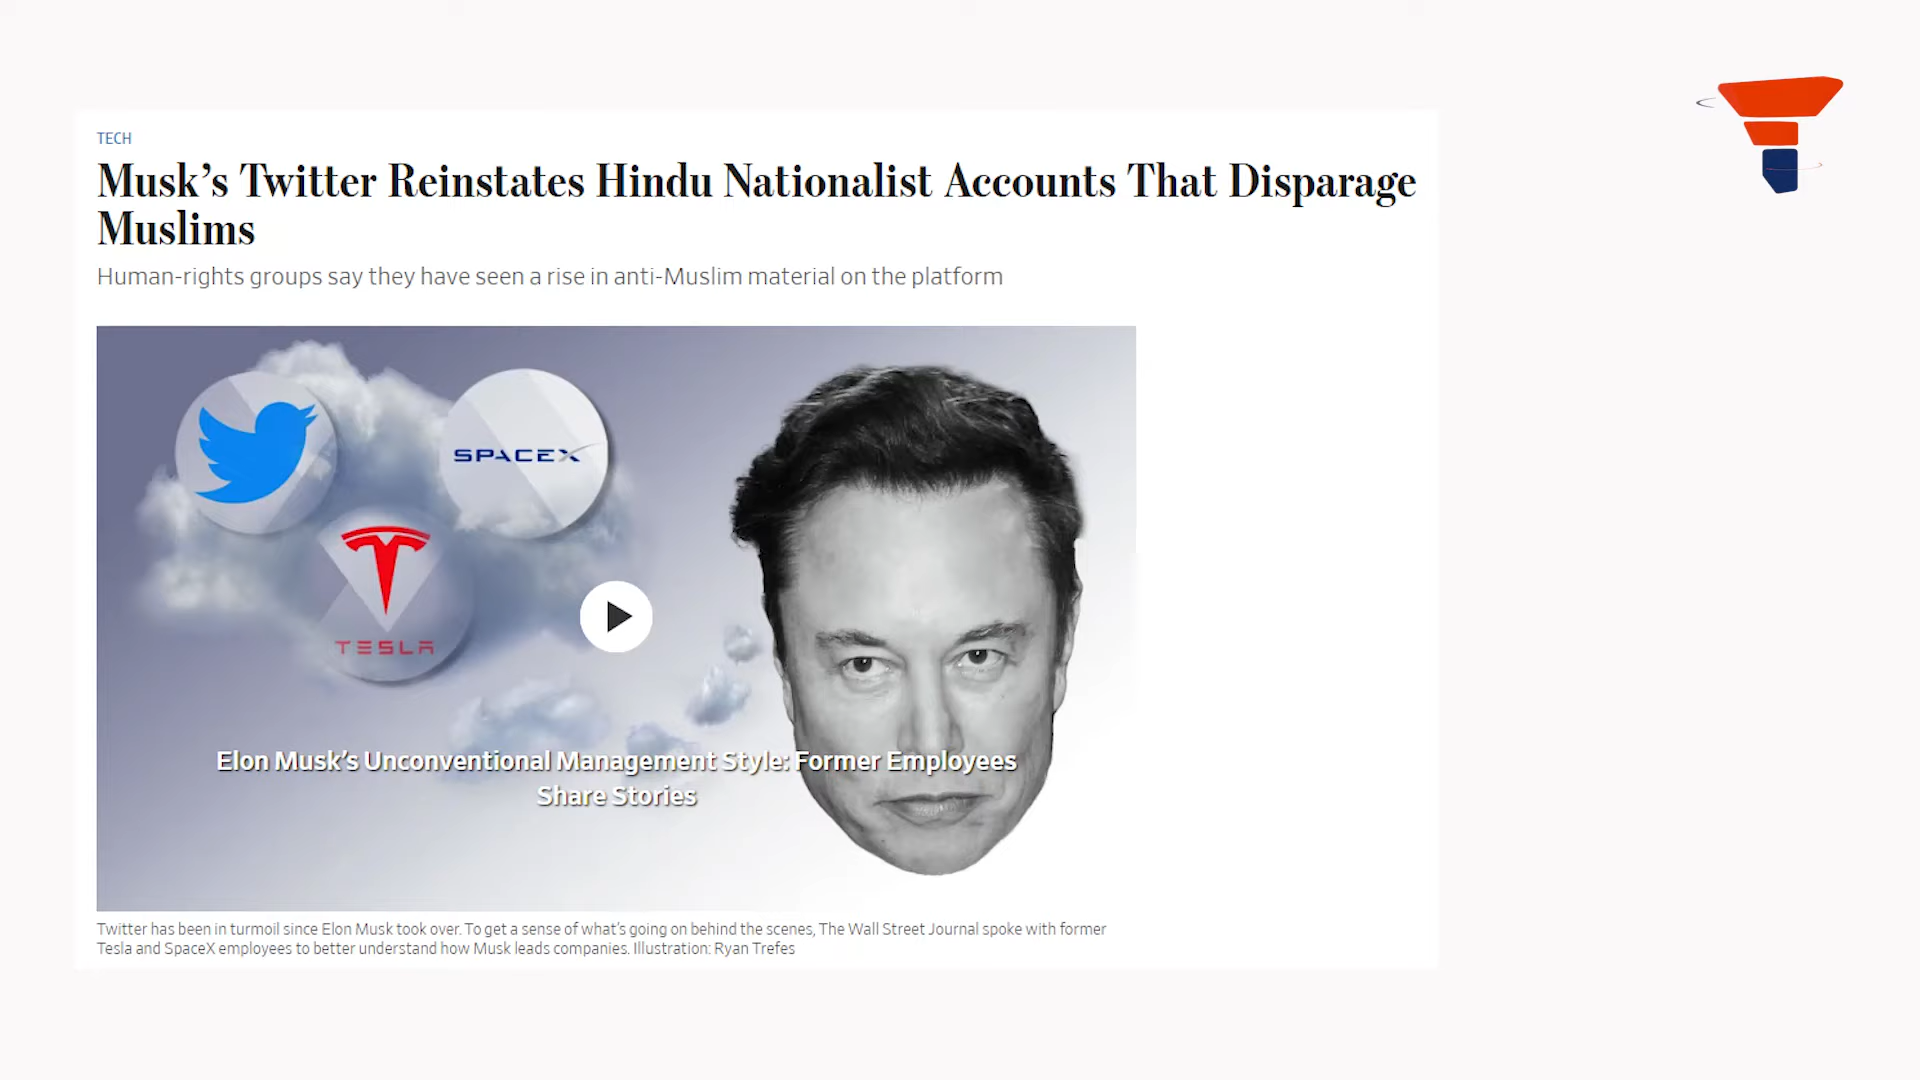 TECH
Musk’s Twitter Reinstates Hindu Nationalist Accounts That Disparage
Muslims
Human-rights groups say they have seen a rise in anti-Muslim material on the platform
SPACEX
TESLA
Elon Musk’s Unconventional Management Style: Former Employees
Share Stories
Twitter has been in turmoil since Elon Musk took over. To get a sense of what’s going on behind the scenes, The Wall Street Journal spoke with former
Tesla and SpaceX employees to better understand how Musk leads companies. Illustration: Ryan Trefes